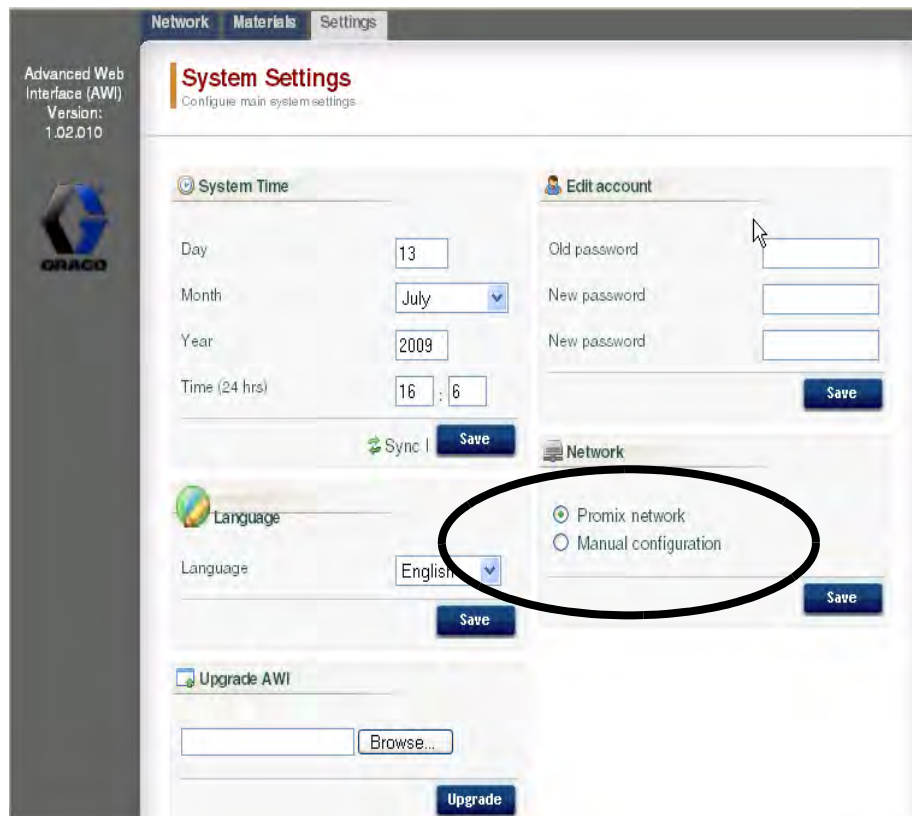 Network Materials Settings
Advanced Web
Interface (AWI)
Version:
1.02.010
GRACO
System Settings
Configure main system settings
System Time
Day 13
Month July
Year 2009
Time (24 hrs) 16 : 6
Sync | Save
Language
Language English
Save
Upgrade AWI
Browse...
Upgrade
Edit account
Old password
New password
New password
Save
Network
Promix network
Manual configuration
Save